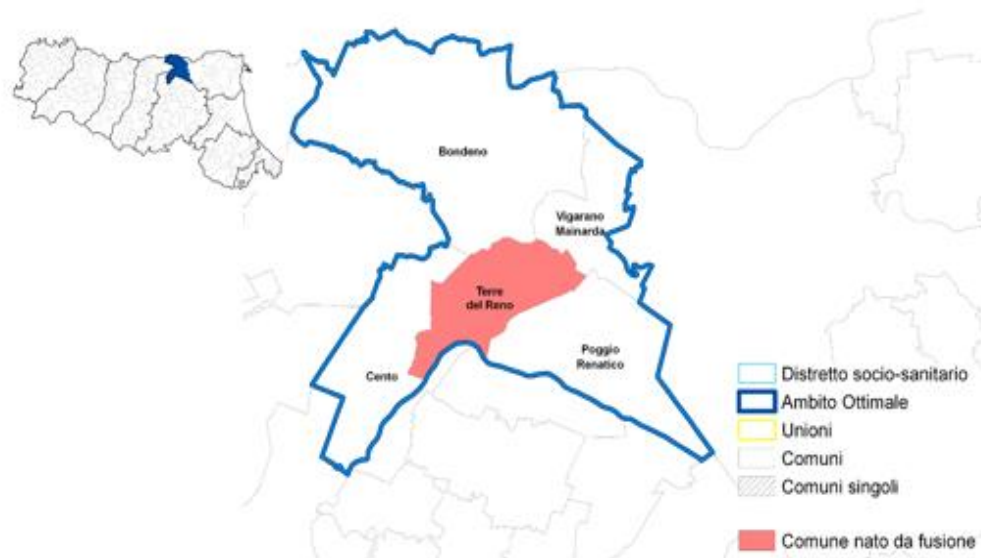 Bondeno
Vigarano
Mainarda
Terre
del Reno
Poggio
Renatico
Cento
Distretto socio-sanitario
Ambito Ottimale
Unioni
Comuni
Comuni singoli
Comune nato da fusione